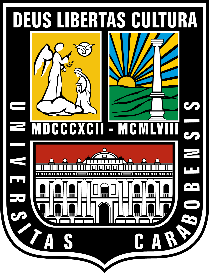 DEUS LIBERTAS CULTURA
MDCCCXCII - MCMLVIII
UNIVERSITAS CARABOBENSIS